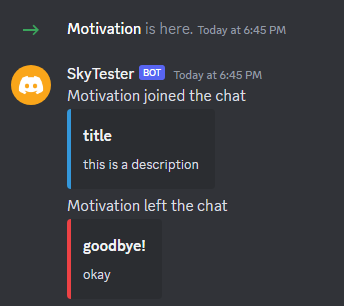 Motivation is here. Today at 6:45 PM
SkyTester BOT Today at 6:45 PM
Motivation joined the chat
title
this is a description
Motivation left the chat
goodbye!
okay